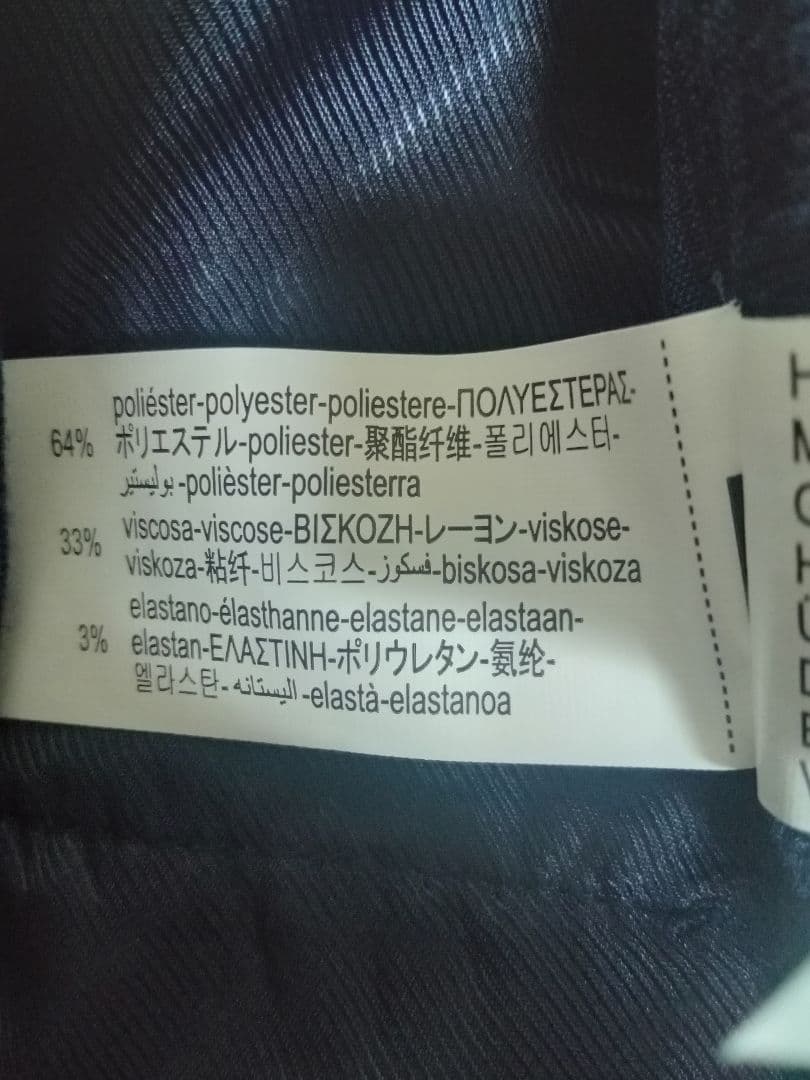 64% poliéster-polyester-poliestere-ΠΟΛΥΕΣΤΕΡΑΣ-
ポリエステル-poliester-聚酯纤维-폴리에스터-
بوليستير-polièster-poliesterra
33% viscosa-viscose-ΒΙΣΚΟΖΗ-レーヨン-viskose-
viskoza-粘纤-비스코스-فسكوز-biskosa-viskoza
3% elastano-élasthanne-elastane-elastaan-
elastan-ΕΛΑΣΤΙΝΗ-ポリウレタン-氨纶-
엘라스탄-اليستانه-elastà-elastanoa